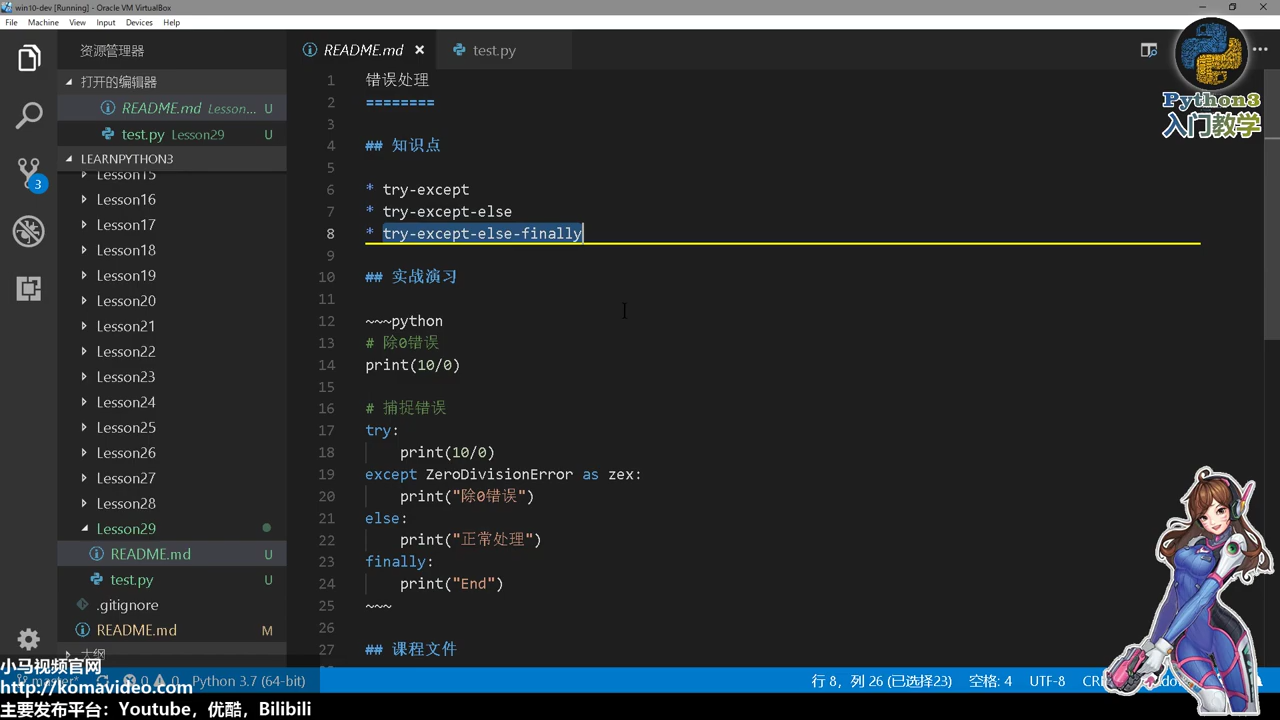 win10-dev [Running] - Oracle VM VirtualBox
File Machine View Input Devices Help
资源管理器
打开的编辑器
README.md Lesson... U
test.py Lesson29 U
LEARNPYTHON3
Lesson15
Lesson16
Lesson17
Lesson18
Lesson19
Lesson20
Lesson21
Lesson22
Lesson23
Lesson24
Lesson25
Lesson26
Lesson27
Lesson28
Lesson29
README.md U
test.py U
.gitignore
README.md M
大纲
3
README.md test.py
1 错误处理
2 ========
3
4 ## 知识点
5
6 * try-except
7 * try-except-else
8 * try-except-else-finally
9
10 ## 实战演习
11
12 ~~~python
13 # 除0错误
14 print(10/0)
15
16 # 捕捉错误
17 try:
18 print(10/0)
19 except ZeroDivisionError as zex:
20 print("除0错误")
21 else:
22 print("正常处理")
23 finally:
24 print("End")
25 ~~~
26
27 ## 课程文件
Python3
入门教学
master* 0 0 Python 3.7 (64-bit)
行 8，列 26 (已选择23) 空格: 4 UTF-8
小马视频官网
http://komavideo.com
主要发布平台：Youtube，优酷，Bilibili